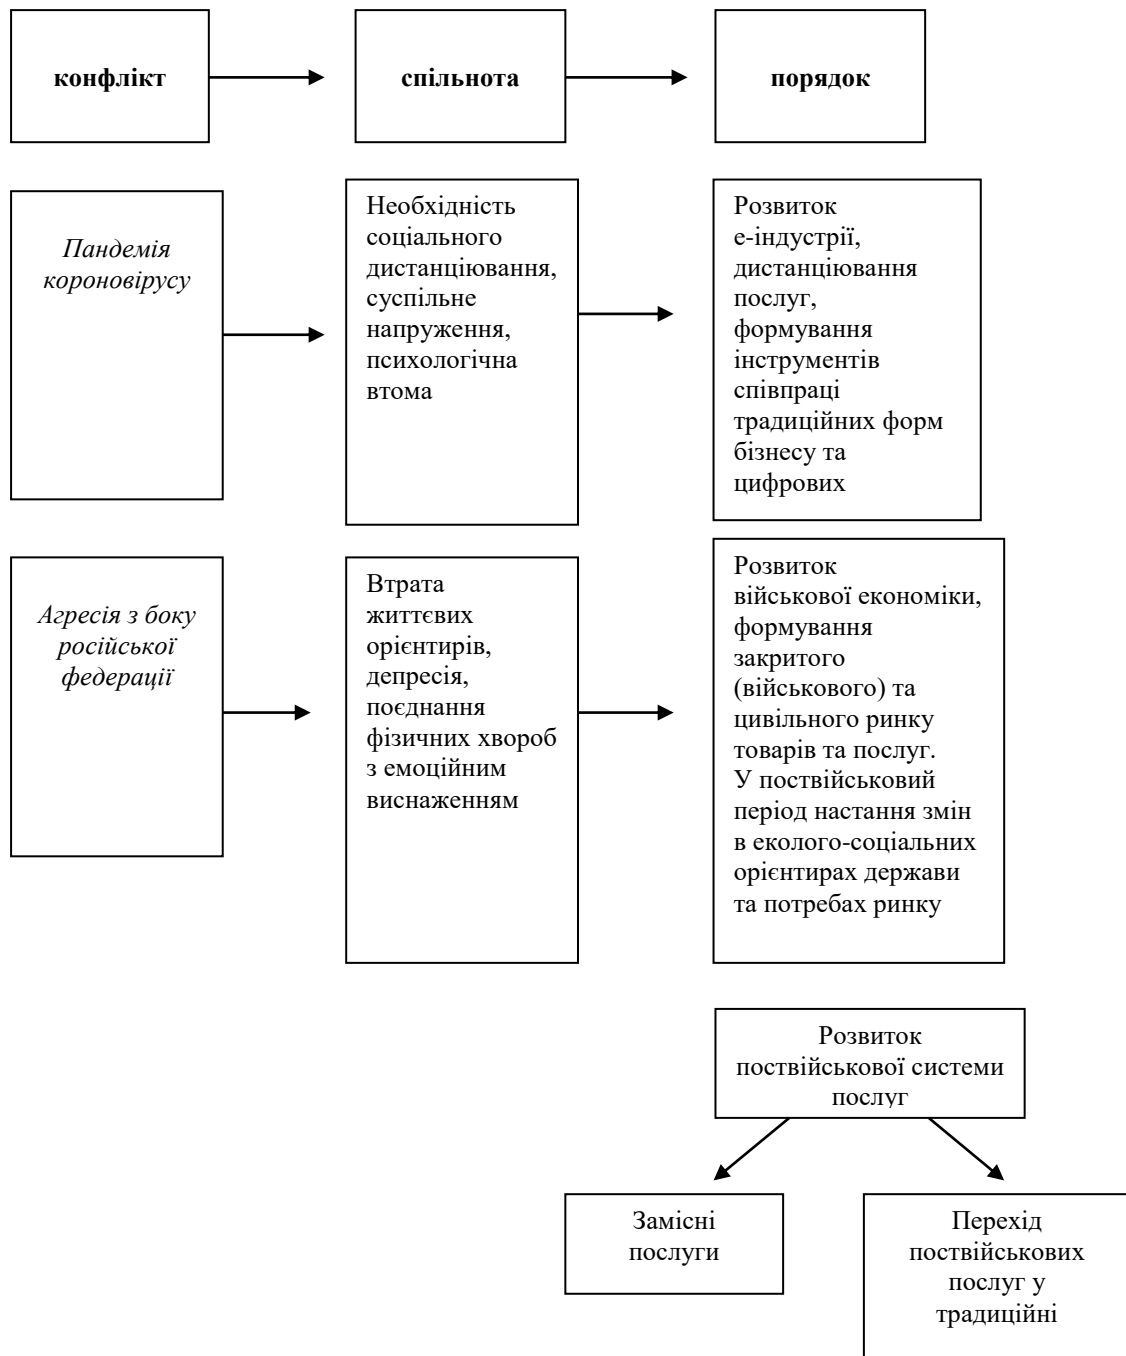 конфлікт
спільнота
порядок
Пандемія
короновірусу
Необхідність
соціального
дистанціювання,
суспільне
напруження,
психологічна
втома
Розвиток
е-індустрії,
дистанціювання
послуг,
формування
інструментів
співпраці
традиційних форм
бізнесу та
цифрових
Агресія з боку
російської
федерації
Втрата
життєвих
орієнтирів,
депресія,
поєднання
фізичних хвороб
з емоційним
виснаженням
Розвиток
військової економіки,
формування
закритого
(військового) та
цивільного ринку
товарів та послуг.
У поствійськовий
період настання змін
в еколого-соціальних
орієнтирах держави
та потребах ринку
Розвиток
поствійськової системи
послуг
Замісні
послуги
Перехід
поствійськових
послуг у
традиційні